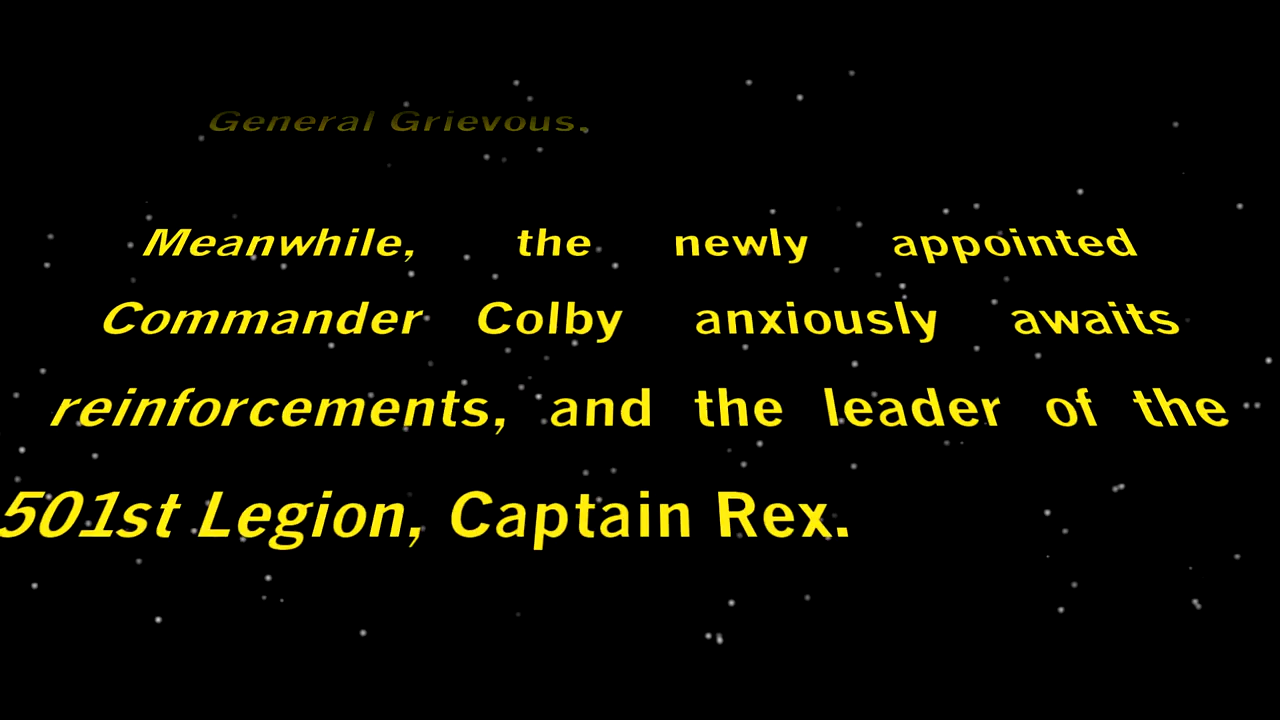 General Grievous.
Meanwhile, the newly appointed
Commander Colby anxiously awaits
reinforcements, and the leader of the
501st Legion, Captain Rex.